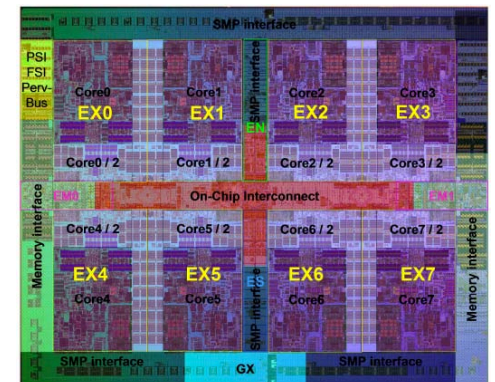 SMP interface
PSI
FSI
Perv-
Bus
Core0 Core1 Core2 Core3
EX0 EX1 EX2 EX3
SMP interface
EN
Core0 / 2 Core1 / 2 Core2 / 2 Core3 / 2
EM0 On-Chip Interconnect EM1
Memory interface
Memory interface
Core4 / 2 Core5 / 2 Core6 / 2 Core7 / 2
EX4 EX5 ES EX6 EX7
Core4 Core5 Core6 Core7
SMP interface
SMP interface GX SMP interface